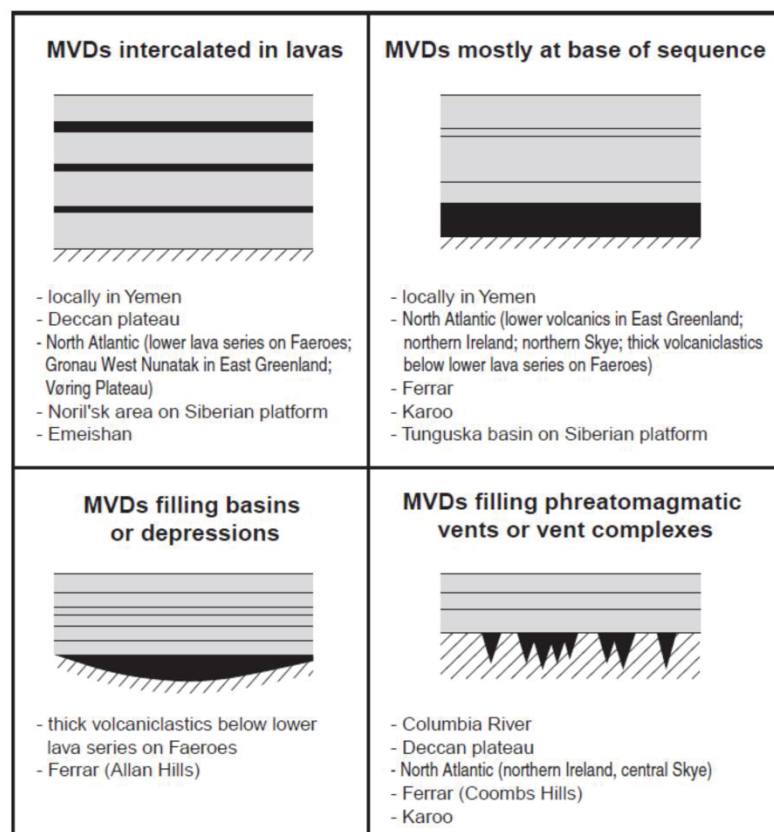 MVDs intercalated in lavas
- locally in Yemen
- Deccan plateau
- North Atlantic (lower lava series on Faeroes;
Gronau West Nunatak in East Greenland;
Vøring Plateau)
- Noril'sk area on Siberian platform
- Emeishan
MVDs mostly at base of sequence
- locally in Yemen
- North Atlantic (lower volcanics in East Greenland;
northern Ireland; northern Skye; thick volcaniclastics
below lower lava series on Faeroes)
- Ferrar
- Karoo
- Tunguska basin on Siberian platform
MVDs filling basins
or depressions
- thick volcaniclastics below lower
lava series on Faeroes
- Ferrar (Allan Hills)
MVDs filling phreatomagmatic
vents or vent complexes
- Columbia River
- Deccan plateau
- North Atlantic (northern Ireland, central Skye)
- Ferrar (Coombs Hills)
- Karoo